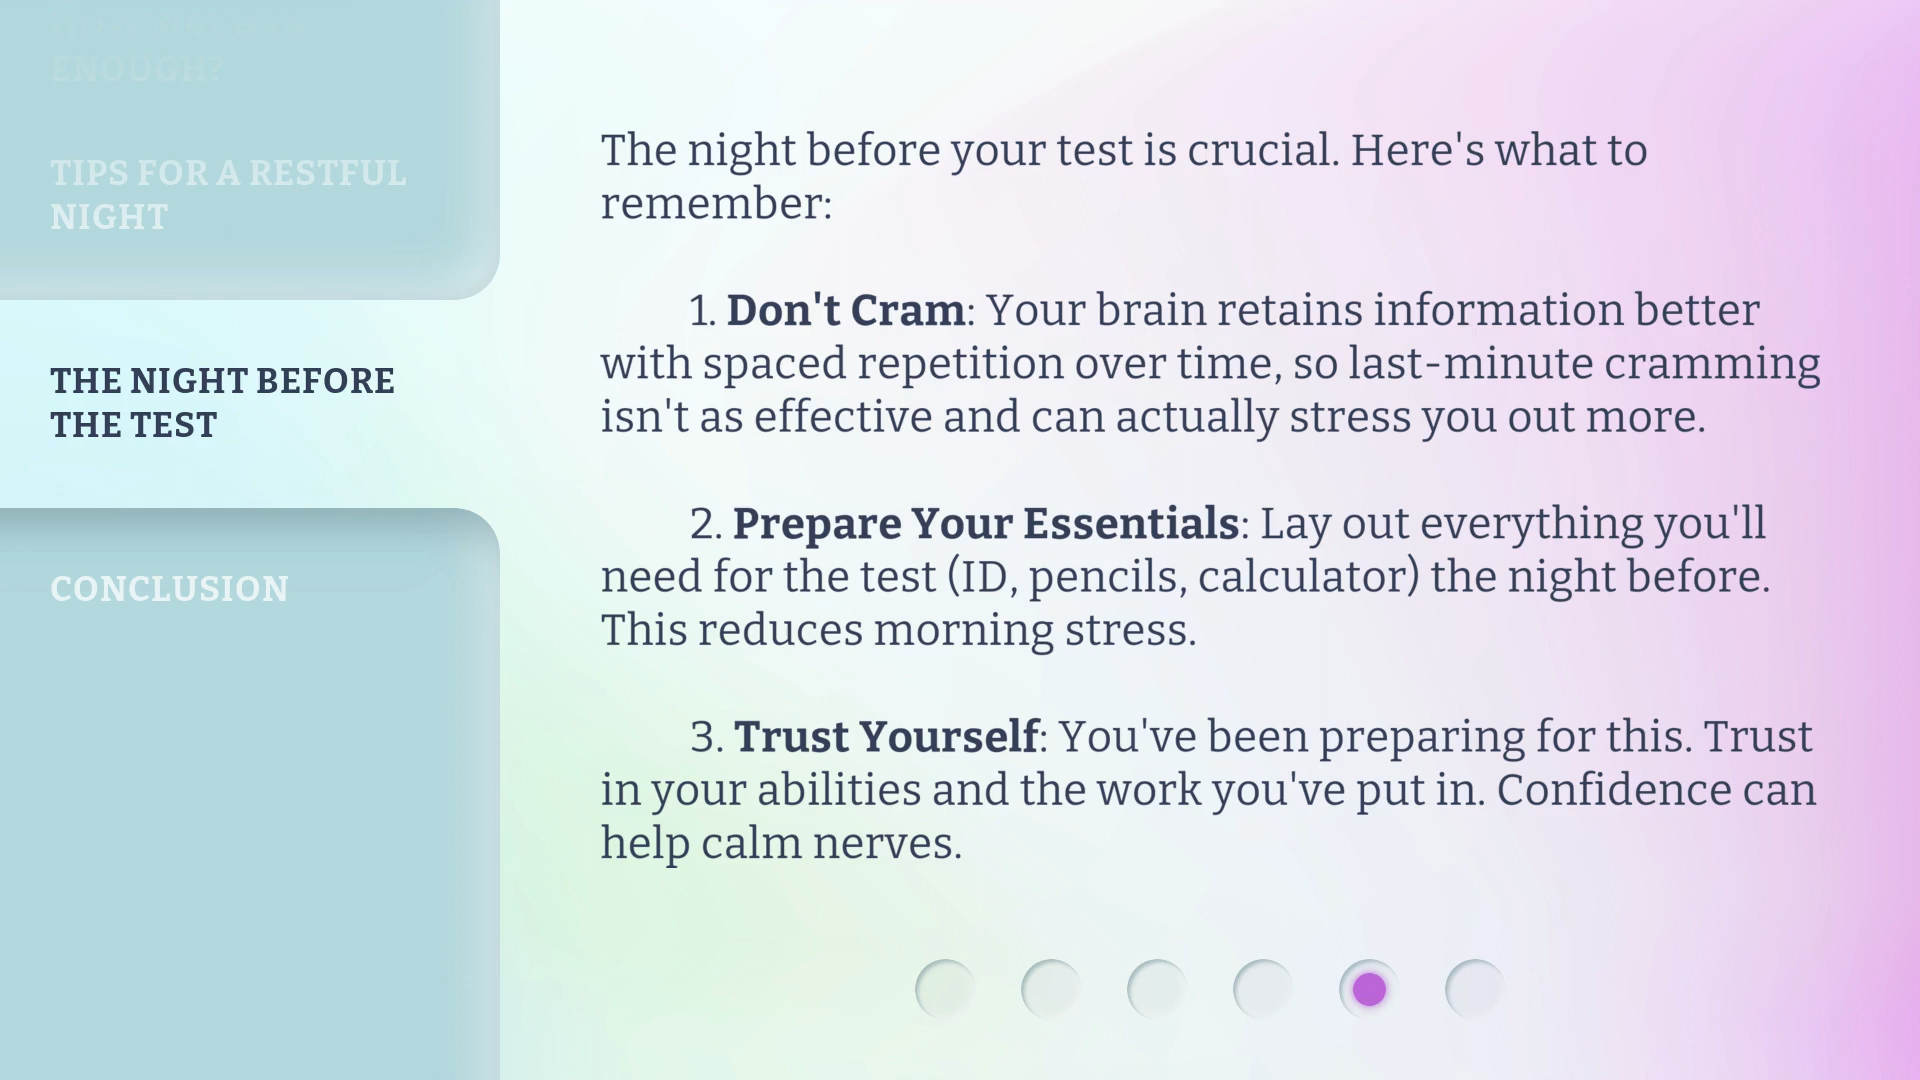 ENOUGH?
TIPS FOR A RESTFUL
NIGHT
THE NIGHT BEFORE
THE TEST
CONCLUSION
The night before your test is crucial. Here's what to
remember:
1. Don't Cram: Your brain retains information better
with spaced repetition over time, so last-minute cramming
isn't as effective and can actually stress you out more.
2. Prepare Your Essentials: Lay out everything you'll
need for the test (ID, pencils, calculator) the night before.
This reduces morning stress.
3. Trust Yourself: You've been preparing for this. Trust
in your abilities and the work you've put in. Confidence can
help calm nerves.